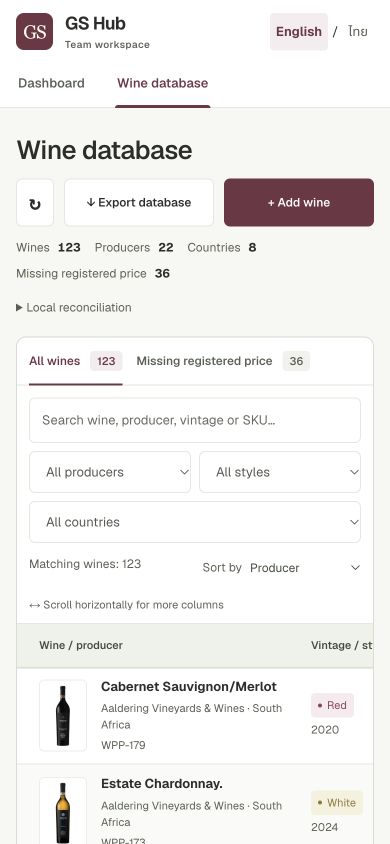 GS
GS Hub
Team workspace
English / ไทย
Dashboard Wine database
Wine database
↻ ↓ Export database + Add wine
Wines 123 Producers 22 Countries 8
Missing registered price 36
▶ Local reconciliation
All wines 123 Missing registered price 36
Search wine, producer, vintage or SKU...
All producers All styles
All countries
Matching wines: 123 Sort by Producer
↔ Scroll horizontally for more columns
Wine / producer Vintage / st
Cabernet Sauvignon/Merlot
Aaldering Vineyards & Wines · South
Africa
WPP-179
• Red
2020
Estate Chardonnay.
Aaldering Vineyards & Wines · South
Africa
WPP-173
• White
2024